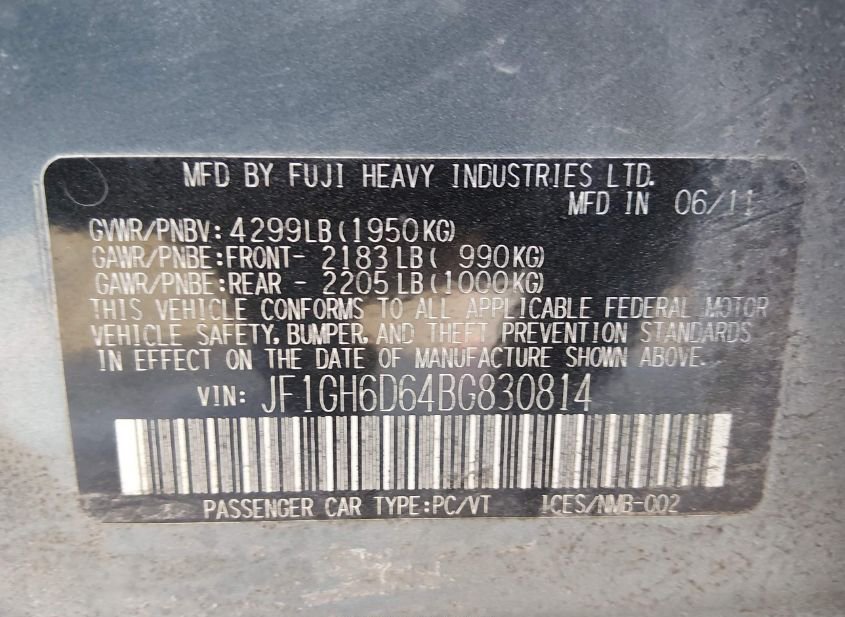 MFD BY FUJI HEAVY INDUSTRIES LTD.
MFD IN 06/11
GVWR/PNBV: 4299LB(1950KG)
GAWR/PNBE:FRONT- 2183LB( 990KG)
GAWR/PNBE:REAR - 2205LB(1000KG)
THIS VEHICLE CONFORMS TO ALL APPLICABLE FEDERAL MOTOR
VEHICLE SAFETY, BUMPER, AND THEFT PREVENTION STANDARDS
IN EFFECT ON THE DATE OF MANUFACTURE SHOWN ABOVE.
VIN: JF1GH6D64BG830814
PASSENGER CAR TYPE:PC/VT ICES/NMB-002